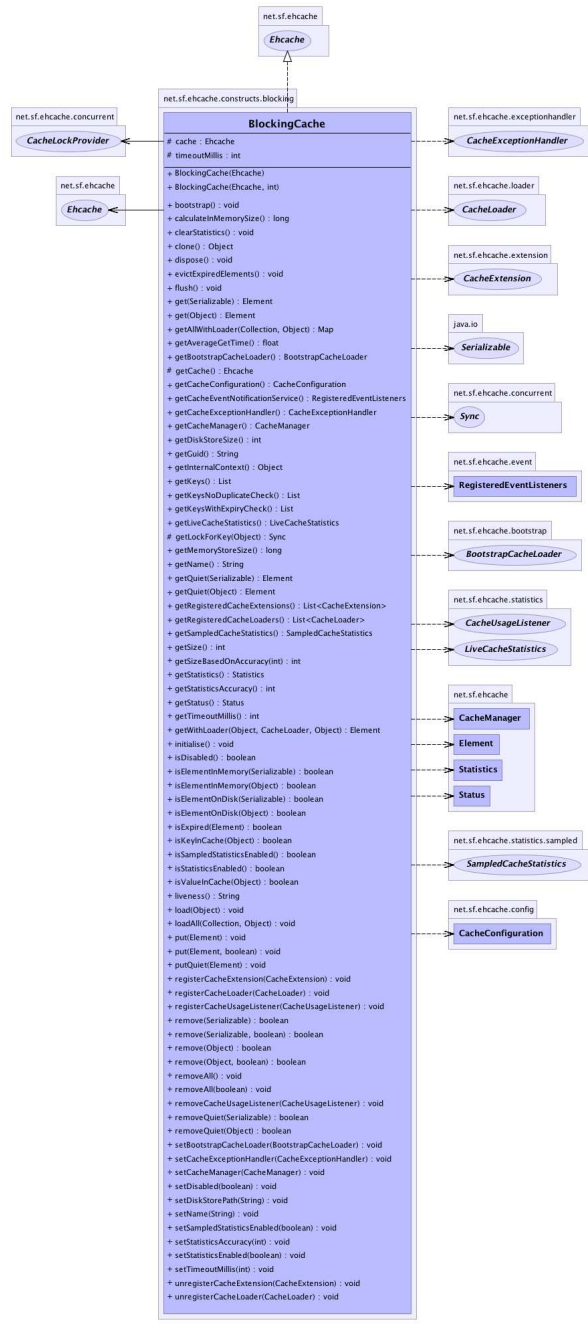 net.sf.ehcache
Ehcache
net.sf.ehcache.constructs.blocking
BlockingCache
# cache : Ehcache
# timeoutMillis : int
+ BlockingCache(Ehcache)
+ BlockingCache(Ehcache, int)
+ bootstrap() : void
+ calculateInMemorySize() : long
+ clearStatistics() : void
+ clone() : Object
+ dispose() : void
+ evictExpiredElements() : void
+ flush() : void
+ get(Serializable) : Element
+ get(Object) : Element
+ getAllWithLoader(Collection, Object) : Map
+ getAverageGetTime() : float
+ getBootstrapCacheLoader() : BootstrapCacheLoader
# getCache() : Ehcache
+ getCacheConfiguration() : CacheConfiguration
+ getCacheEventNotificationService() : RegisteredEventListeners
+ getCacheExceptionHandler() : CacheExceptionHandler
+ getCacheManager() : CacheManager
+ getDiskStoreSize() : int
+ getGuid() : String
+ getInternalContext() : Object
+ getKeys() : List
+ getKeysNoDuplicateCheck() : List
+ getKeysWithExpiryCheck() : List
+ getLiveCacheStatistics() : LiveCacheStatistics
# getLockForKey(Object) : Sync
+ getMemoryStoreSize() : long
+ getName() : String
+ getQuiet(Serializable) : Element
+ getQuiet(Object) : Element
+ getRegisteredCacheExtensions() : List<CacheExtension>
+ getRegisteredCacheLoaders() : List<CacheLoader>
+ getSampledCacheStatistics() : SampledCacheStatistics
+ getSize() : int
+ getSizeBasedOnAccuracy(int) : int
+ getStatistics() : Statistics
+ getStatisticsAccuracy() : int
+ getStatus() : Status
+ getTimeoutMillis() : int
+ getWithLoader(Object, CacheLoader, Object) : Element
+ initialise() : void
+ isDisabled() : boolean
+ isElementInMemory(Serializable) : boolean
+ isElementInMemory(Object) : boolean
+ isElementOnDisk(Serializable) : boolean
+ isElementOnDisk(Object) : boolean
+ isExpired(Element) : boolean
+ isKeyInCache(Object) : boolean
+ isSampledStatisticsEnabled() : boolean
+ isStatisticsEnabled() : boolean
+ isValueInCache(Object) : boolean
+ liveness() : String
+ load(Object) : void
+ loadAll(Collection, Object) : void
+ put(Element) : void
+ put(Element, boolean) : void
+ putQuiet(Element) : void
+ registerCacheExtension(CacheExtension) : void
+ registerCacheLoader(CacheLoader) : void
+ registerCacheUsageListener(CacheUsageListener) : void
+ remove(Serializable) : boolean
+ remove(Serializable, boolean) : boolean
+ remove(Object) : boolean
+ remove(Object, boolean) : boolean
+ removeAll() : void
+ removeAll(boolean) : void
+ removeCacheUsageListener(CacheUsageListener) : void
+ removeQuiet(Serializable) : boolean
+ removeQuiet(Object) : boolean
+ setBootstrapCacheLoader(BootstrapCacheLoader) : void
+ setCacheExceptionHandler(CacheExceptionHandler) : void
+ setCacheManager(CacheManager) : void
+ setDisabled(boolean) : void
+ setDiskStorePath(String) : void
+ setName(String) : void
+ setSampledStatisticsEnabled(boolean) : void
+ setStatisticsAccuracy(int) : void
+ setStatisticsEnabled(boolean) : void
+ setTimeoutMillis(int) : void
+ unregisterCacheExtension(CacheExtension) : void
+ unregisterCacheLoader(CacheLoader) : void
net.sf.ehcache.concurrent
CacheLockProvider
net.sf.ehcache
Ehcache
net.sf.ehcache.exceptionhandler
CacheExceptionHandler
net.sf.ehcache.loader
CacheLoader
net.sf.ehcache.extension
CacheExtension
java.io
Serializable
net.sf.ehcache.concurrent
Sync
net.sf.ehcache.event
RegisteredEventListeners
net.sf.ehcache.bootstrap
BootstrapCacheLoader
net.sf.ehcache.statistics
CacheUsageListener
LiveCacheStatistics
net.sf.ehcache
CacheManager
Element
Statistics
Status
net.sf.ehcache.statistics.sampled
SampledCacheStatistics
net.sf.ehcache.config
CacheConfiguration